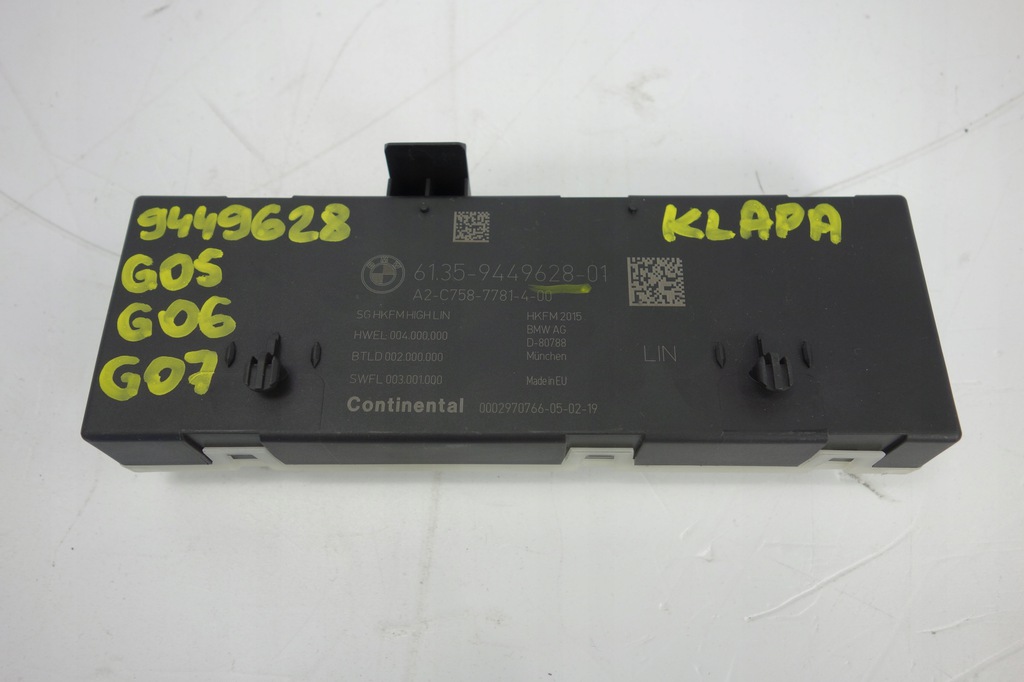 9449628
KLAPA
G05
G06
G07
BMW
61.35-9449628-01
A2-C758-7781-4-00
SG HKFM HIGH LIN
HWEL 004.000.000
BTLD 002.000.000
SWFL 003.001.000
HKFM 2015
BMW AG
D-80788
München
Made in EU
LIN
Continental 0002970766-05-02-19